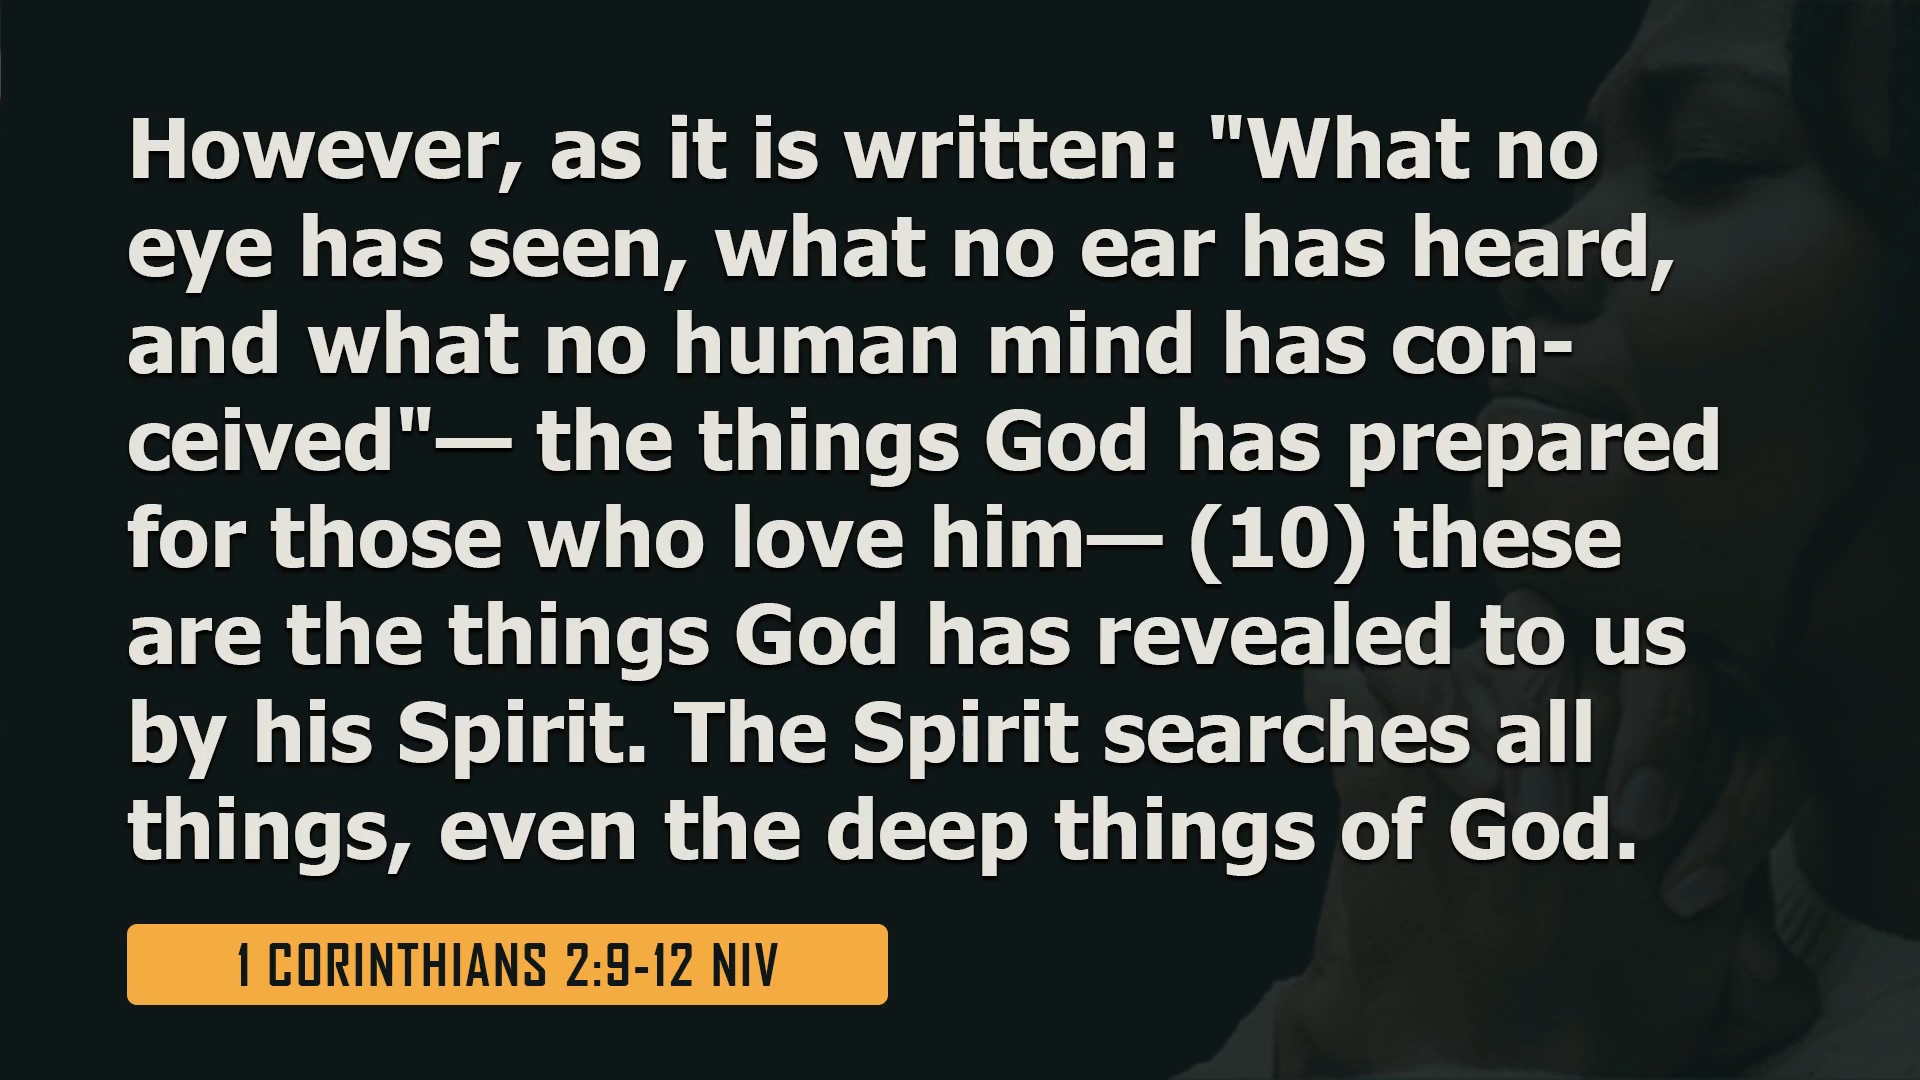 However, as it is written: "What no
eye has seen, what no ear has heard,
and what no human mind has con-
ceived"— the things God has prepared
for those who love him— (10) these
are the things God has revealed to us
by his Spirit. The Spirit searches all
things, even the deep things of God.
1 CORINTHIANS 2:9-12 NIV